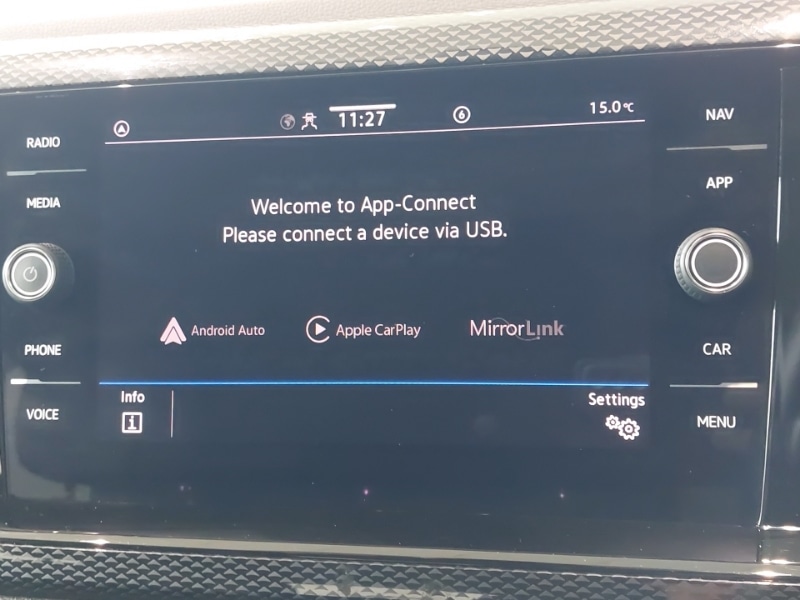 11:27
6
15.0°C
NAV
RADIO
APP
MEDIA
Welcome to App-Connect
Please connect a device via USB.
Android Auto
Apple CarPlay
MirrorLink
PHONE
CAR
Info
i
Settings
VOICE
MENU